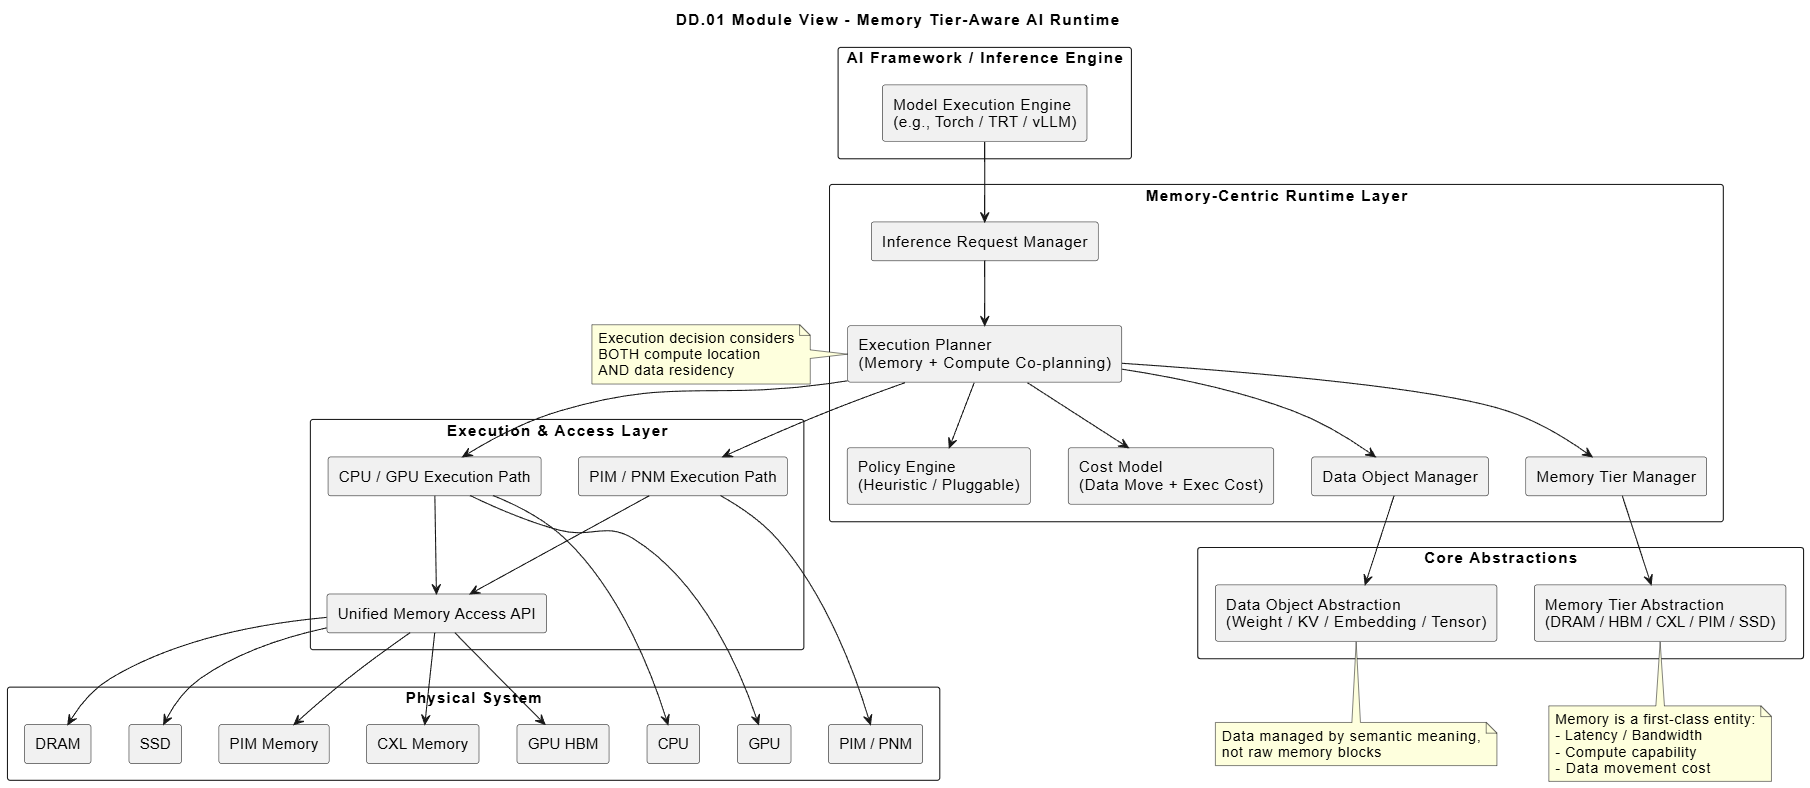 DD.01 Module View - Memory Tier-Aware AI Runtime
AI Framework / Inference Engine
Model Execution Engine
(e.g., Torch / TRT / vLLM)
Memory-Centric Runtime Layer
Inference Request Manager
Execution decision considers
BOTH compute location
AND data residency
Execution Planner
(Memory + Compute Co-planning)
Execution & Access Layer
CPU / GPU Execution Path
PIM / PNM Execution Path
Policy Engine
(Heuristic / Pluggable)
Cost Model
(Data Move + Exec Cost)
Data Object Manager
Memory Tier Manager
Unified Memory Access API
Core Abstractions
Data Object Abstraction
(Weight / KV / Embedding / Tensor)
Memory Tier Abstraction
(DRAM / HBM / CXL / PIM / SSD)
Physical System
DRAM
SSD
PIM Memory
CXL Memory
GPU HBM
CPU
GPU
PIM / PNM
Data managed by semantic meaning,
not raw memory blocks
Memory is a first-class entity:
- Latency / Bandwidth
- Compute capability
- Data movement cost